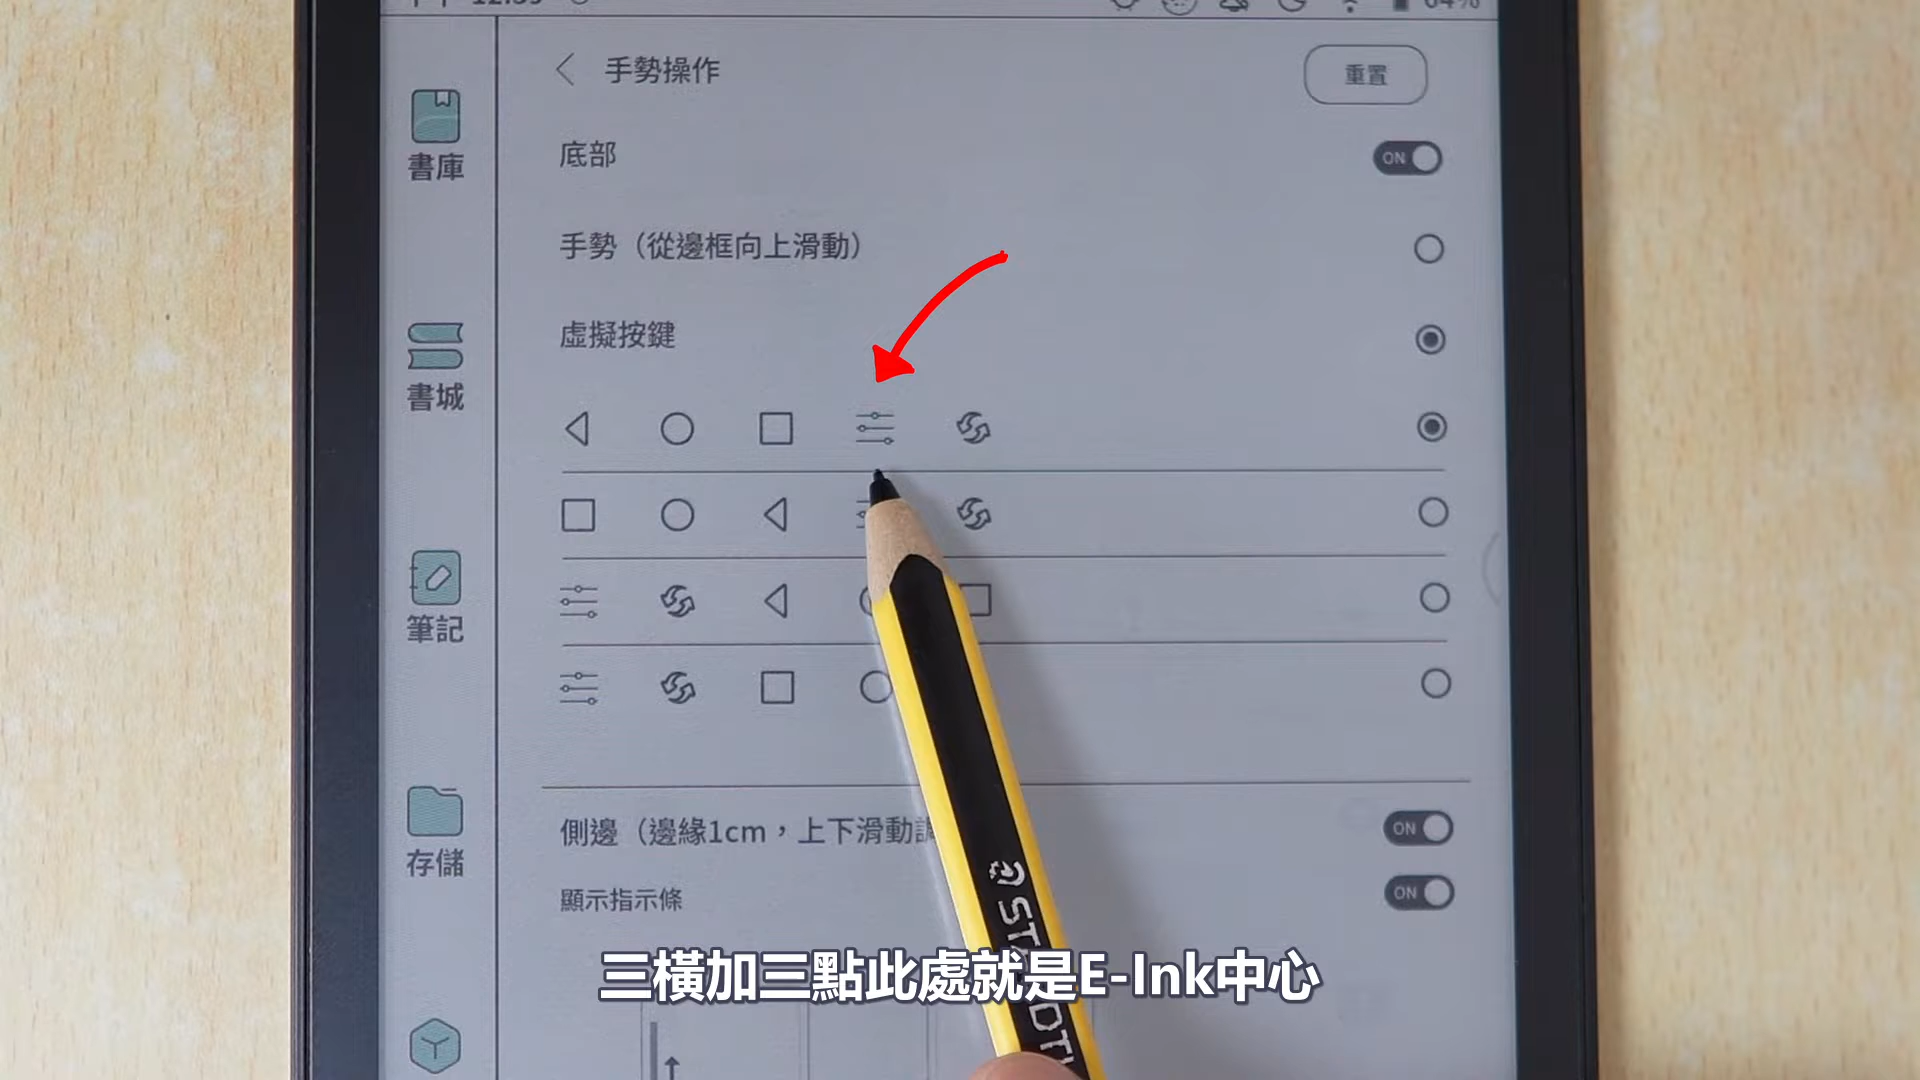 手勢操作
重置
書庫
底部
ON
手勢（從邊框向上滑動）
虛擬按鍵
書城
筆記
側邊（邊緣1cm，上下滑動
ON
存儲
顯示指示條
ON
三橫加三點此處就是E-Ink中心